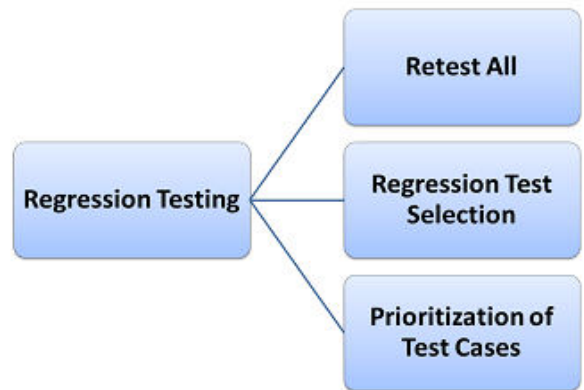 Retest All
Regression Testing
Regression Test
Selection
Prioritization of
Test Cases